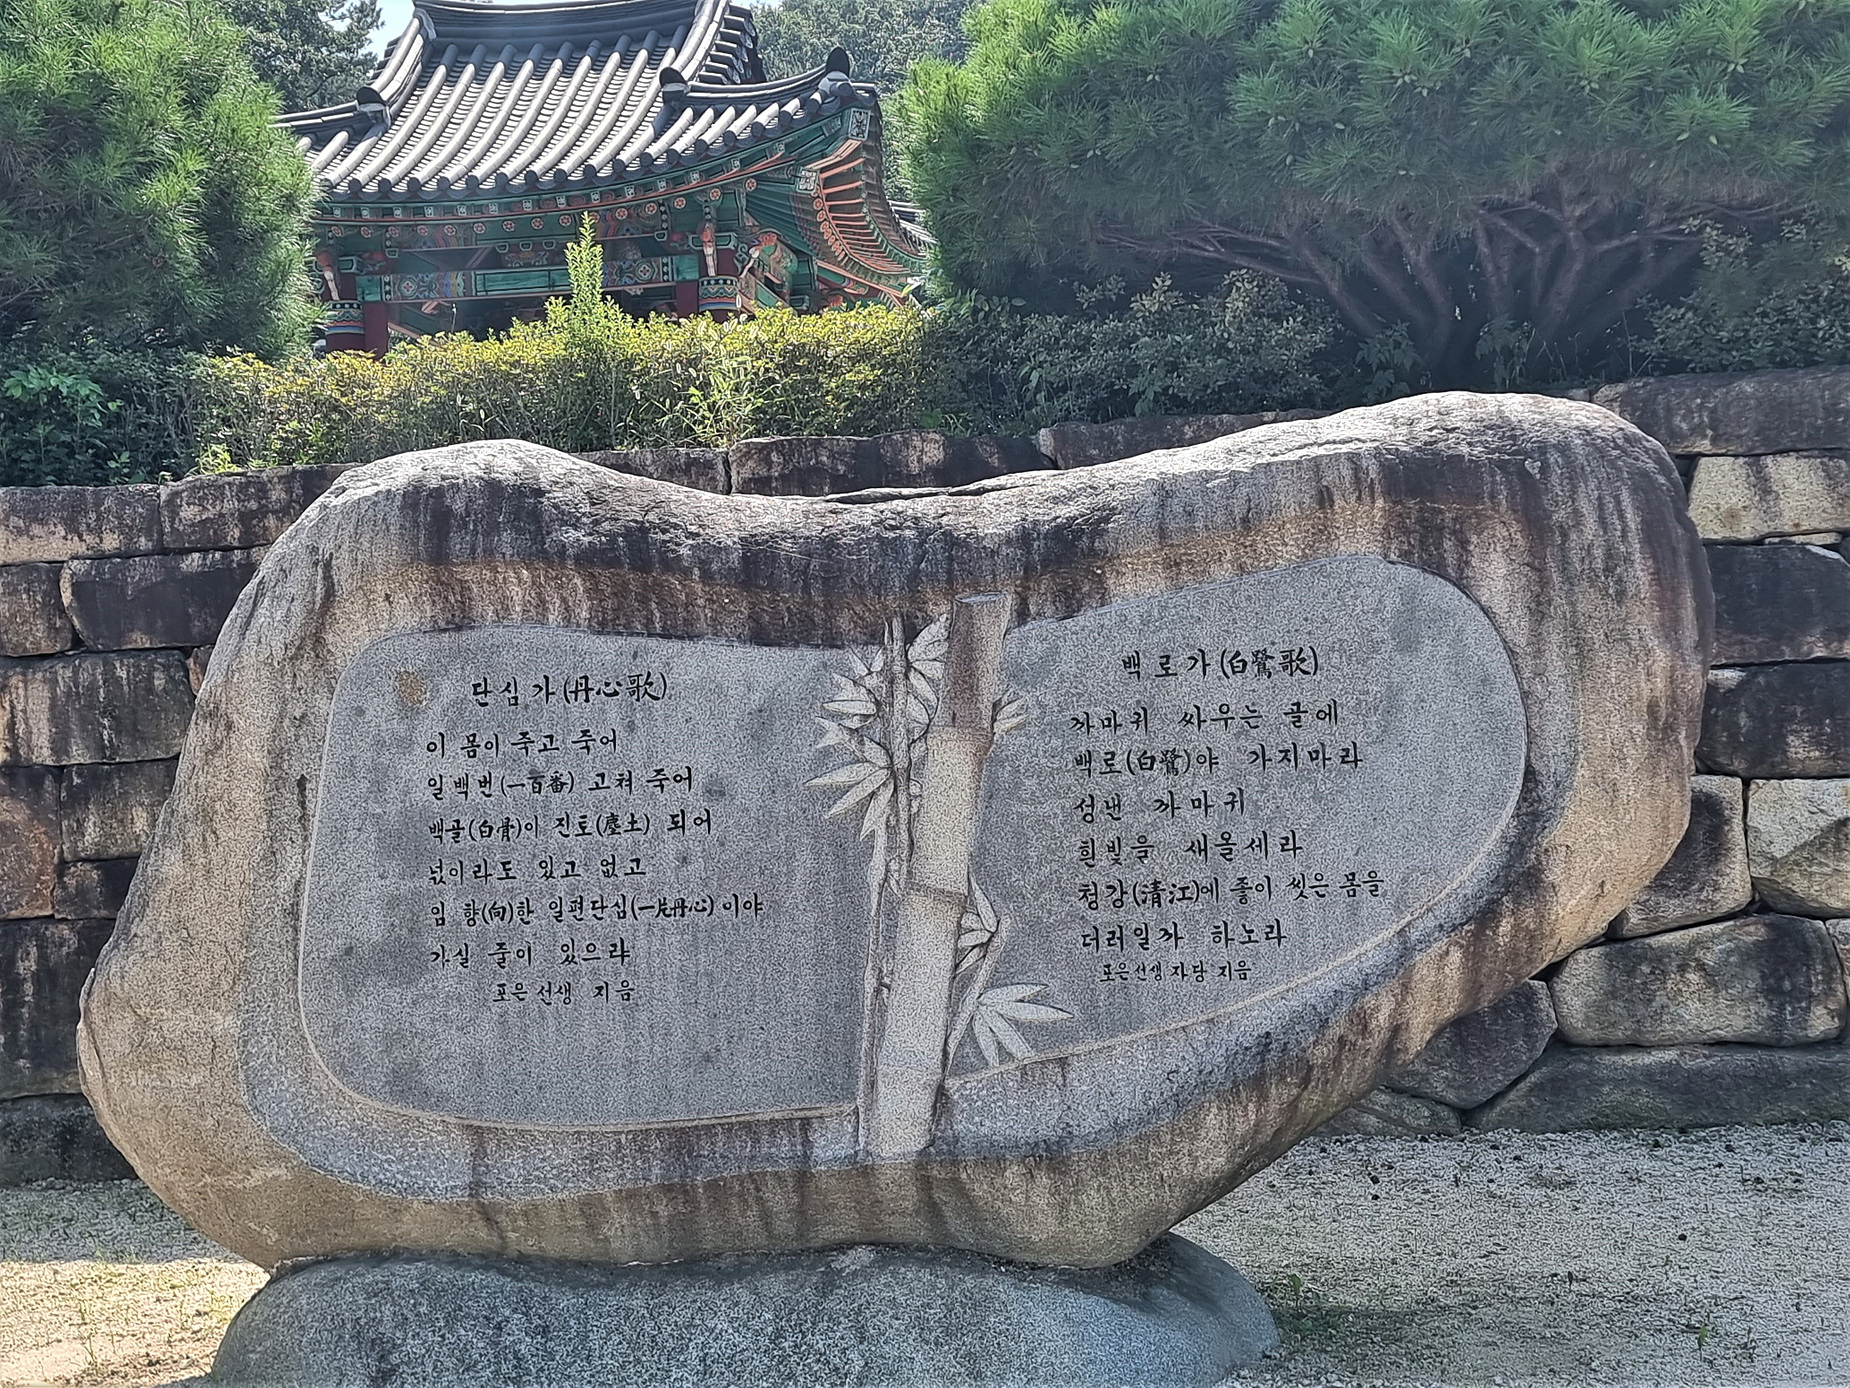 단심가(丹心歌)
이 몸이 죽고 죽어
일백번(一百番) 고쳐 죽어
백골(白骨)이 진토(塵土) 되어
넋이라도 있고 없고
임 향(向)한 일편단심(一片丹心)이야
가실 줄이 있으랴
포은선생 지음
백로가(白鷺歌)
까마귀 싸우는 골에
백로(白鷺)야 가지마라
성낸 까마귀
흰빛을 새올세라
청강(清江)에 좋이 씻은 몸을
더러일까 하노라
포은선생 자당 지음